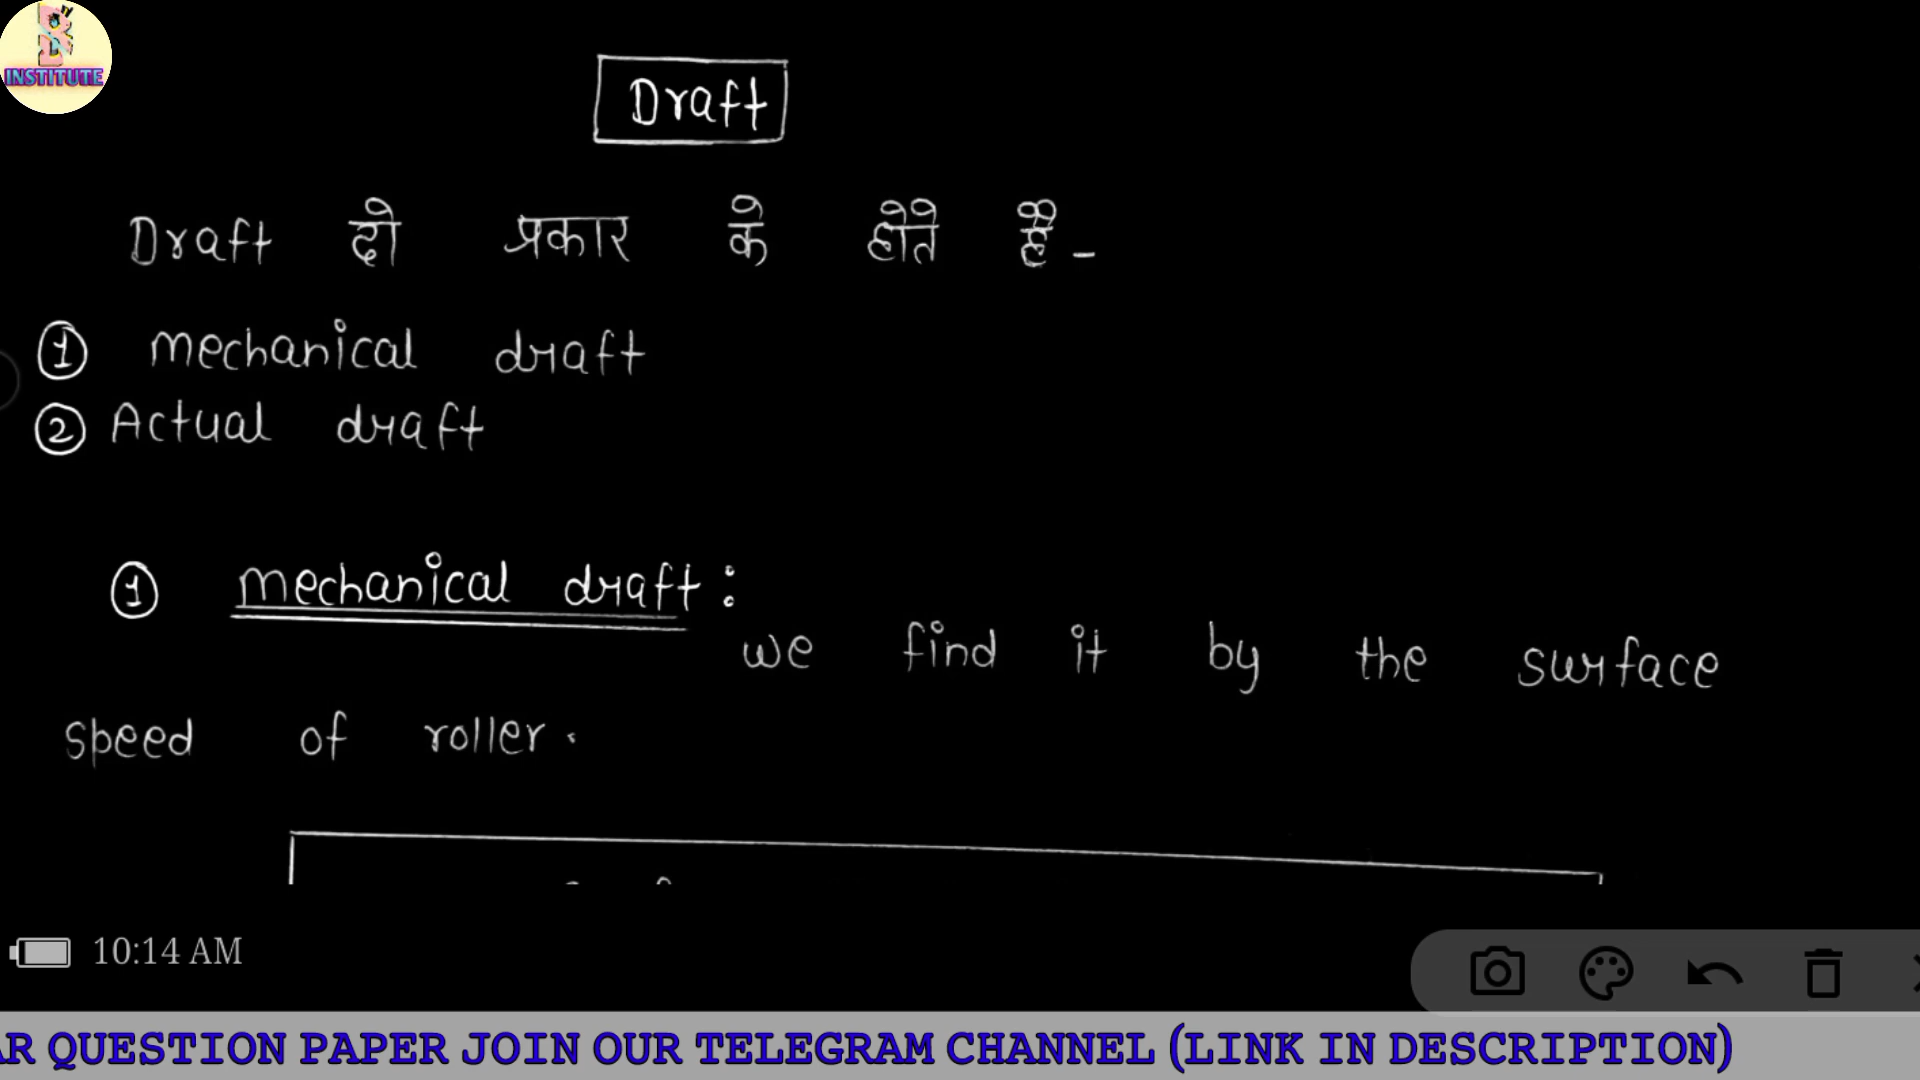 INSTITUTE
Draft
Draft दो प्रकार के होते है -
① mechanical draft
② Actual draft
① mechanical draft :
we find it by the surface
speed of roller .
10:14 AM
AR QUESTION PAPER JOIN OUR TELEGRAM CHANNEL (LINK IN DESCRIPTION)